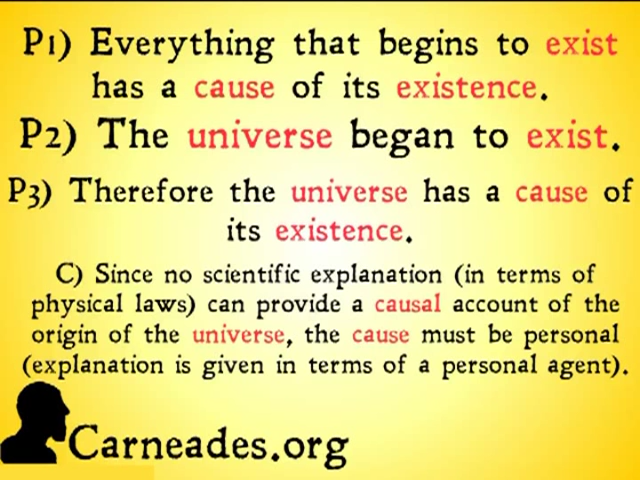 P1) Everything that begins to exist
has a cause of its existence.
P2) The universe began to exist.
P3) Therefore the universe has a cause of
its existence.
C) Since no scientific explanation (in terms of
physical laws) can provide a causal account of the
origin of the universe, the cause must be personal
(explanation is given in terms of a personal agent).
Carneades.org